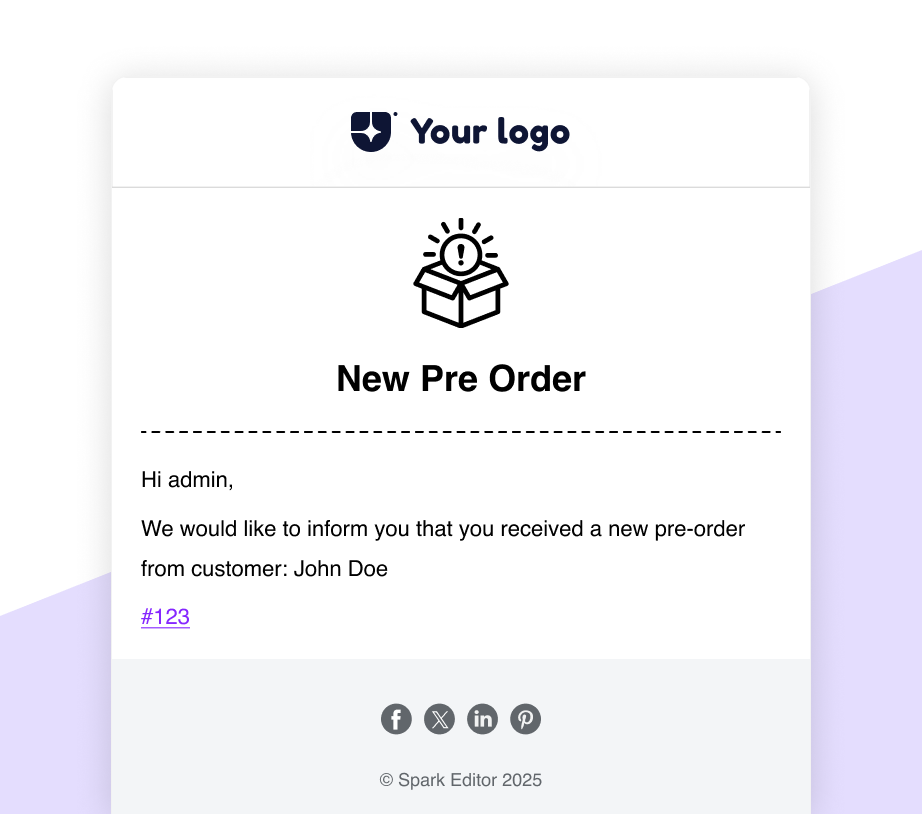 Your logo
New Pre Order
Hi admin,
We would like to inform you that you received a new pre-order
from customer: John Doe
#123
© Spark Editor 2025